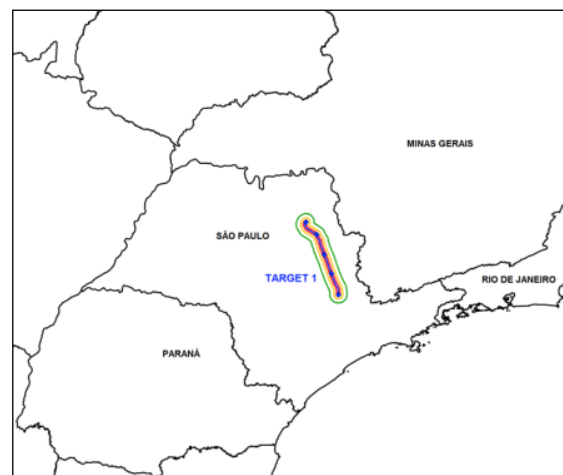 MINAS GERAIS
SÃO PAULO
TARGET 1
RIO DE JANEIRO
PARANÁ